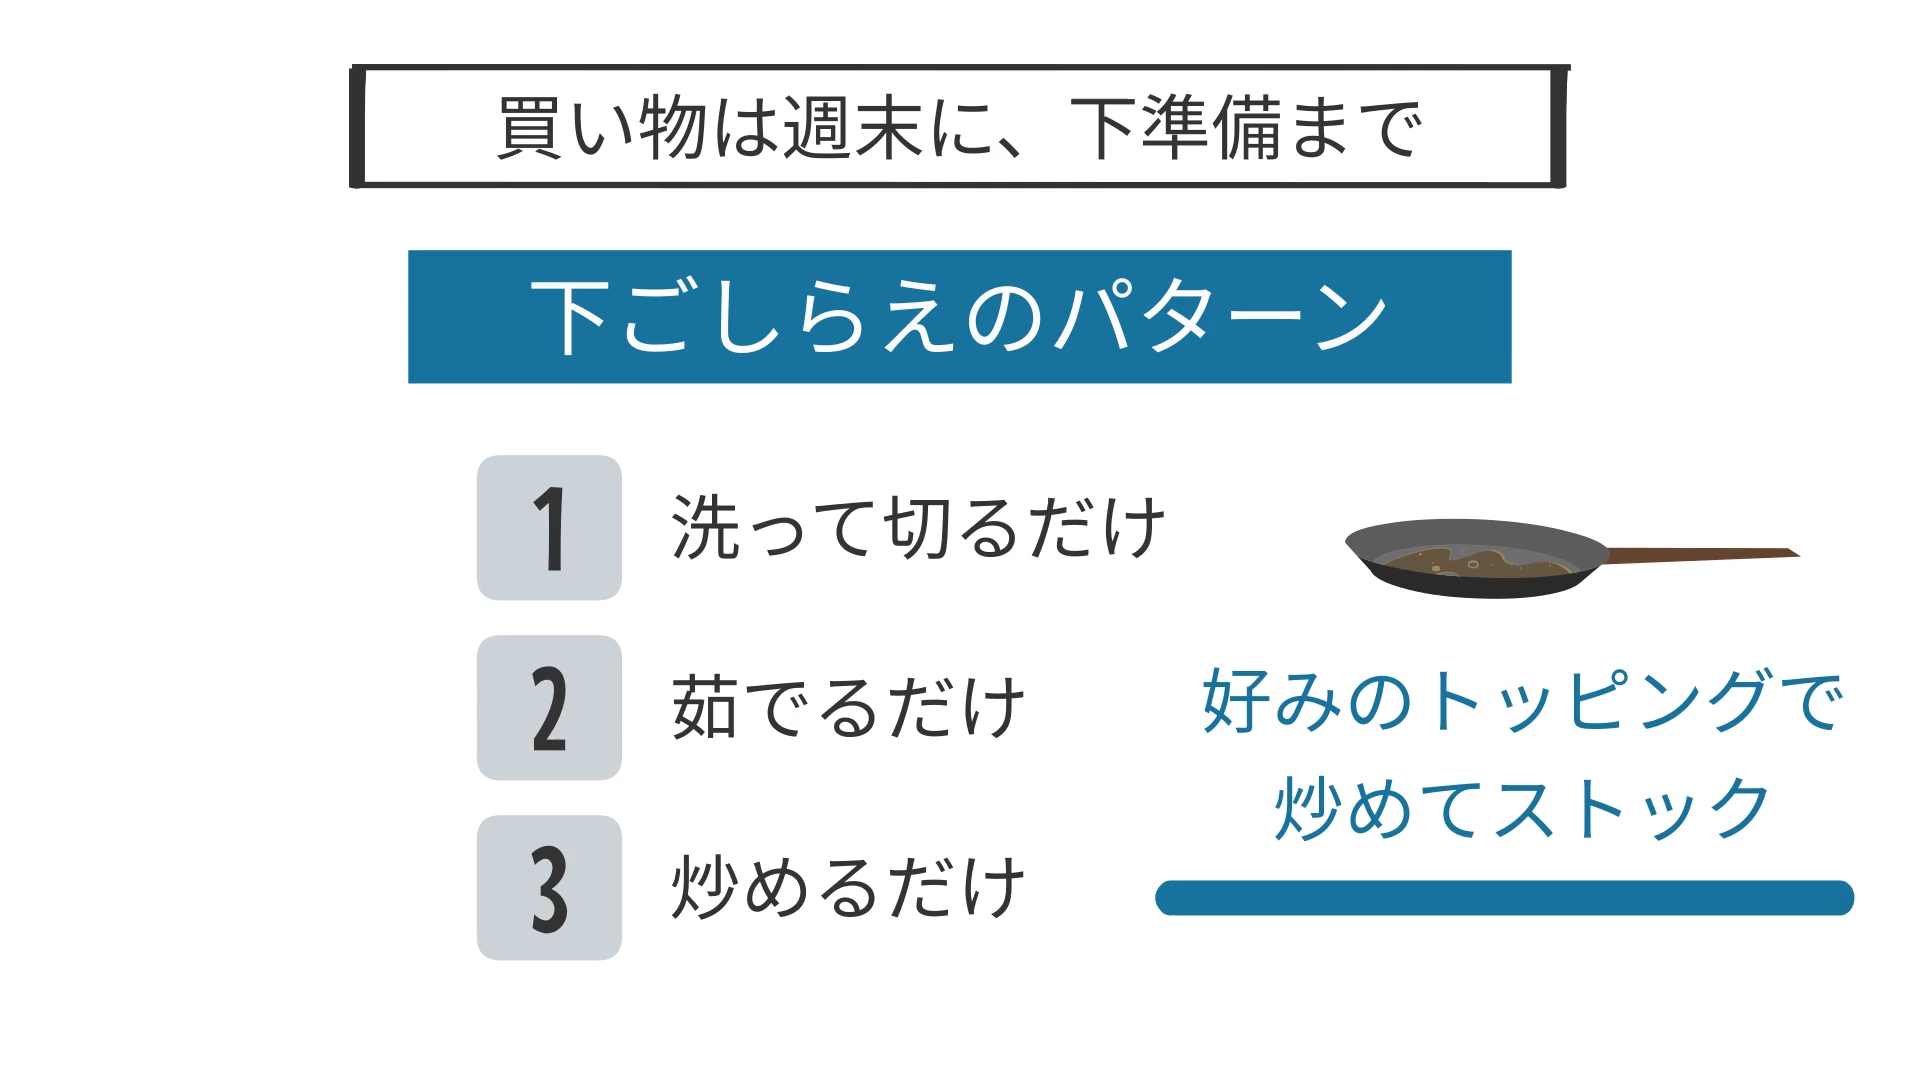 買い物は週末に、下準備まで
下ごしらえのパターン
1 洗って切るだけ
2 茹でるだけ
3 炒めるだけ
好みのトッピングで
炒めてストック